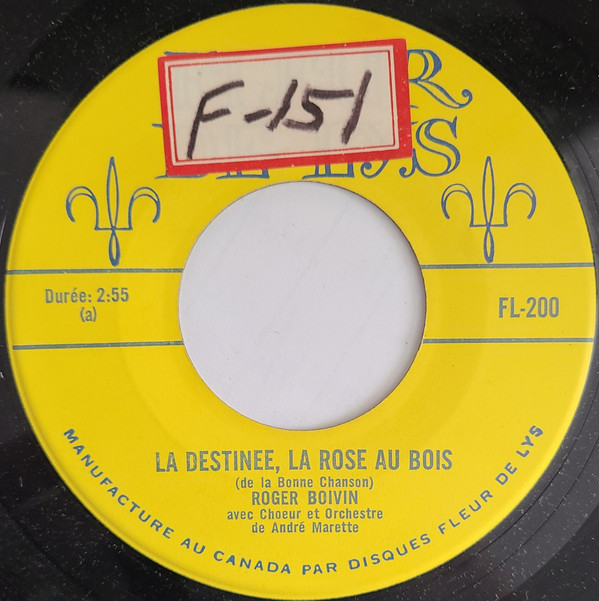 F-151
Durée: 2:55
(a)
FL-200
LA DESTINEE, LA ROSE AU BOIS
(de la Bonne Chanson)
ROGER BOIVIN
avec Choeur et Orchestre
de André Marette
MANUFACTURE AU CANADA PAR DISQUES FLEUR DE LYS